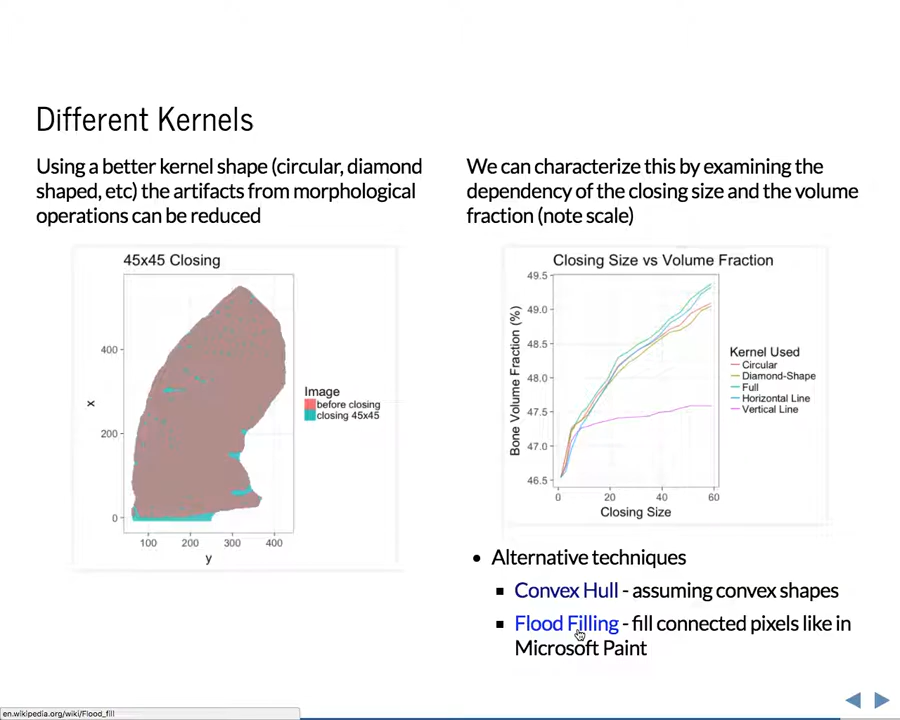 Different Kernels
Using a better kernel shape (circular, diamond
shaped, etc) the artifacts from morphological
operations can be reduced
45x45 Closing
400
200
0
x
100
200
300
400
y
Image
before closing
closing 45x45
We can characterize this by examining the
dependency of the closing size and the volume
fraction (note scale)
Closing Size vs Volume Fraction
49.5
49.0
48.5
48.0
47.5
47.0
46.5
Bone Volume Fraction (%)
0
20
40
60
Closing Size
Kernel Used
Circular
Diamond-Shape
Full
Horizontal Line
Vertical Line
• Alternative techniques
▪ Convex Hull - assuming convex shapes
▪ Flood Filling - fill connected pixels like in
Microsoft Paint
en.wikipedia.org/wiki/Flood_fill